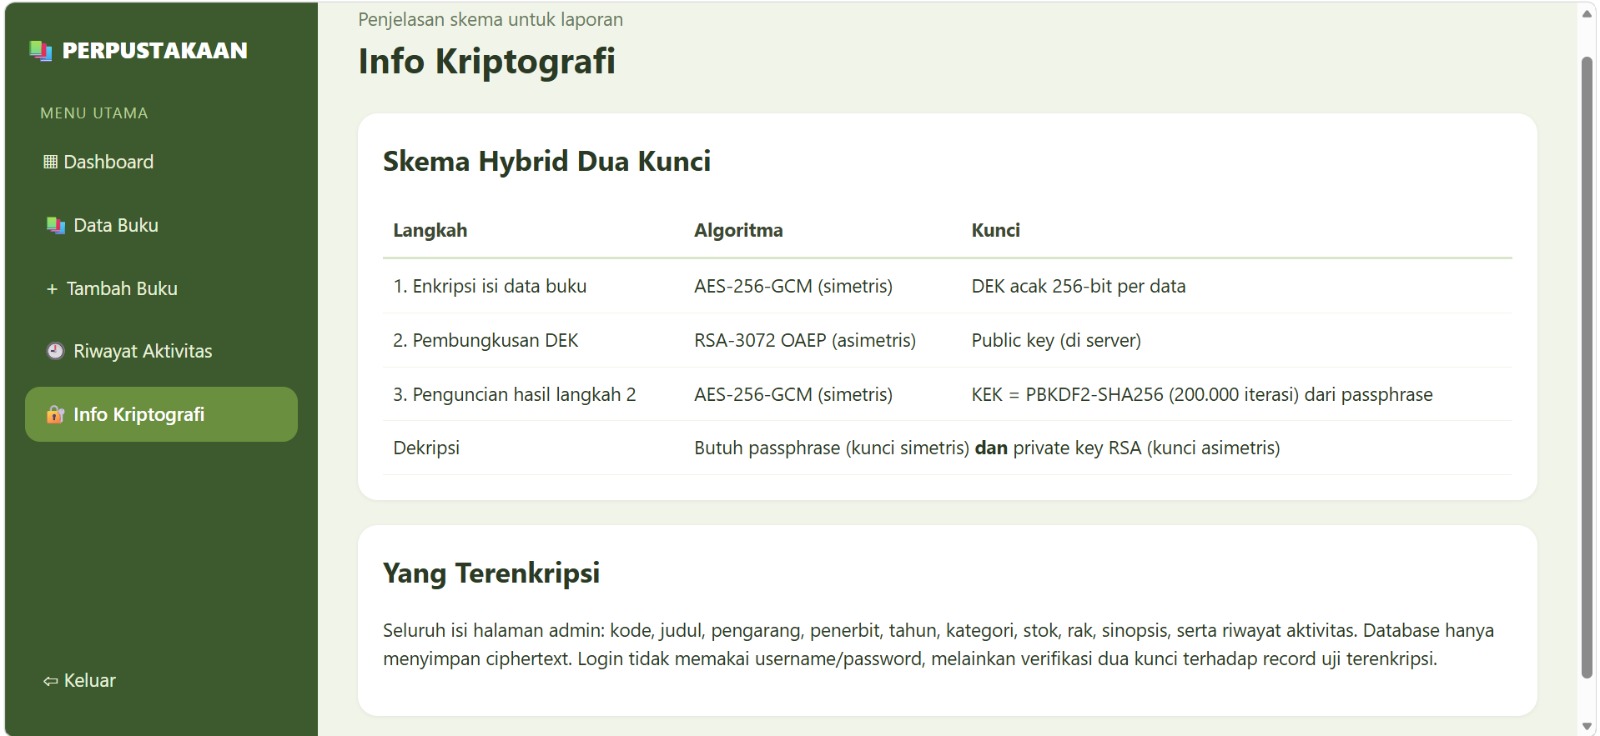 PERPUSTAKAAN
MENU UTAMA
Dashboard
Data Buku
+ Tambah Buku
Riwayat Aktivitas
Info Kriptografi
⇦ Keluar
Penjelasan skema untuk laporan
Info Kriptografi
Skema Hybrid Dua Kunci
Langkah Algoritma Kunci
1. Enkripsi isi data buku AES-256-GCM (simetris) DEK acak 256-bit per data
2. Pembungkusan DEK RSA-3072 OAEP (asimetris) Public key (di server)
3. Penguncian hasil langkah 2 AES-256-GCM (simetris) KEK = PBKDF2-SHA256 (200.000 iterasi) dari passphrase
Dekripsi Butuh passphrase (kunci simetris) dan private key RSA (kunci asimetris)
Yang Terenkripsi
Seluruh isi halaman admin: kode, judul, pengarang, penerbit, tahun, kategori, stok, rak, sinopsis, serta riwayat aktivitas. Database hanya
menyimpan ciphertext. Login tidak memakai username/password, melainkan verifikasi dua kunci terhadap record uji terenkripsi.